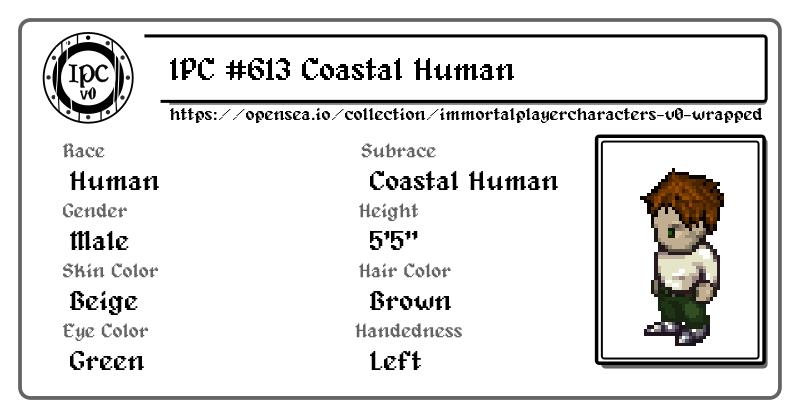 IPC
v0
IPC #613 Coastal Human
https://opensea.io/collection/immortalplayercharacters-v0-wrapped
Race
Subrace
Human
Coastal Human
Gender
Height
Male
5'5"
Skin Color
Hair Color
Beige
Brown
Eye Color
Handedness
Green
Left